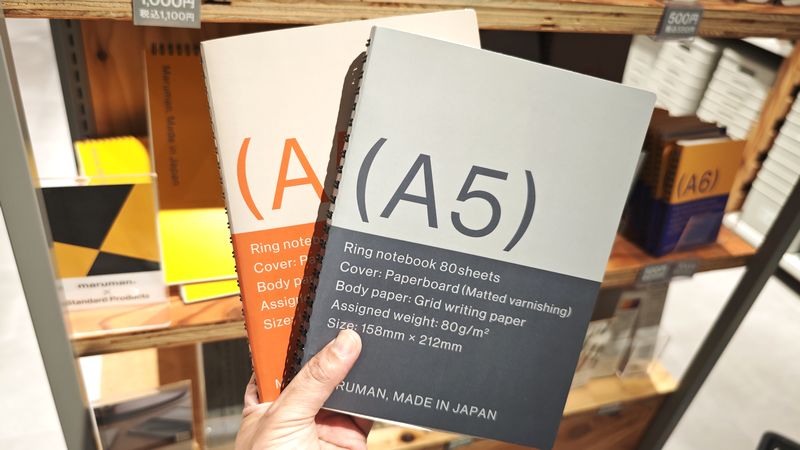 1,000円
税込1,100円
500円
Maruman, Made in Japan
maruman.
×
Standard Products
(A6)
(A
Ring noteb
Cover: P
Body pa
Assig
Size:
(A5)
Ring notebook 80sheets
Cover: Paperboard (Matted varnishing)
Body paper: Grid writing paper
Assigned weight: 80g/m²
Size: 158mm × 212mm
RUMAN, MADE IN JAPAN